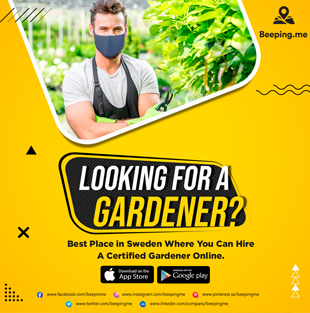 Beeping.me
LOOKING FOR A
GARDENER?
Best Place in Sweden Where You Can Hire
A Certified Gardener Online.
Download on the
App Store
Google play
www.facebook.com/beepinme
www.instagram.com/beepingme
www.pinterest.se/beepingme
www.twitter.com/beepingme
www.linkedin.com/company/beepingme